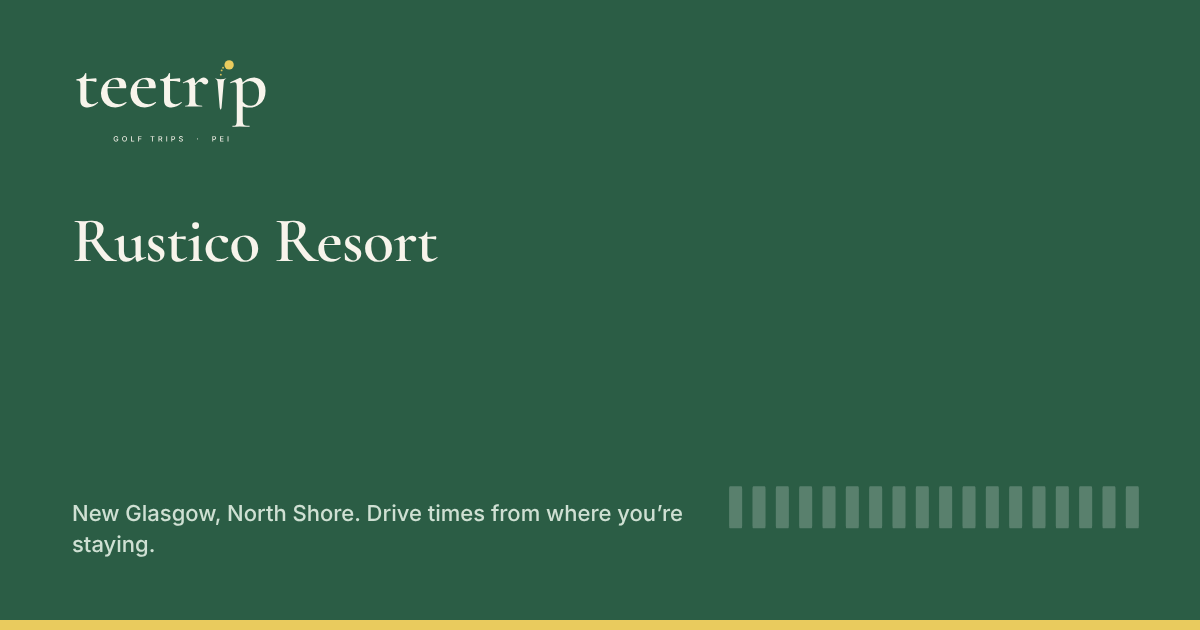 teetrip
GOLF TRIPS · PEI
Rustico Resort
New Glasgow, North Shore. Drive times from where you’re
staying.